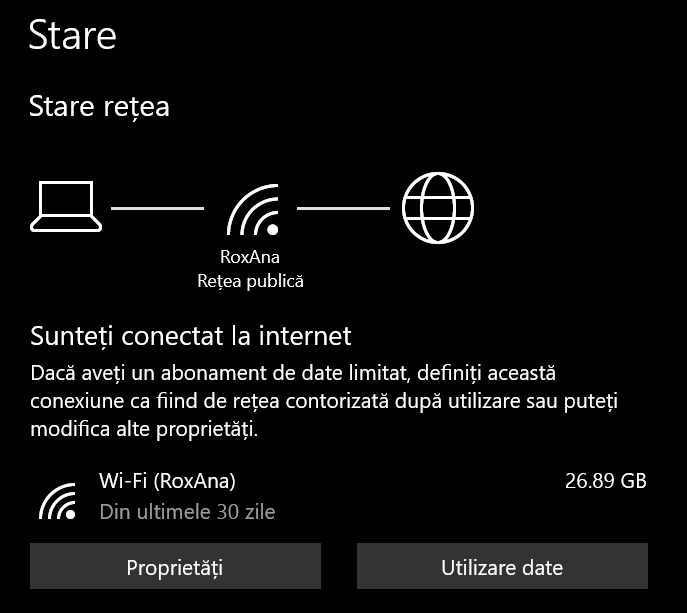 Stare
Stare rețea
RoxAna
Rețea publică
Sunteți conectat la internet
Dacă aveți un abonament de date limitat, definiți această
conexiune ca fiind de rețea contorizată după utilizare sau puteți
modifica alte proprietăți.
Wi-Fi (RoxAna)
26.89 GB
Din ultimele 30 zile
Proprietăți
Utilizare date